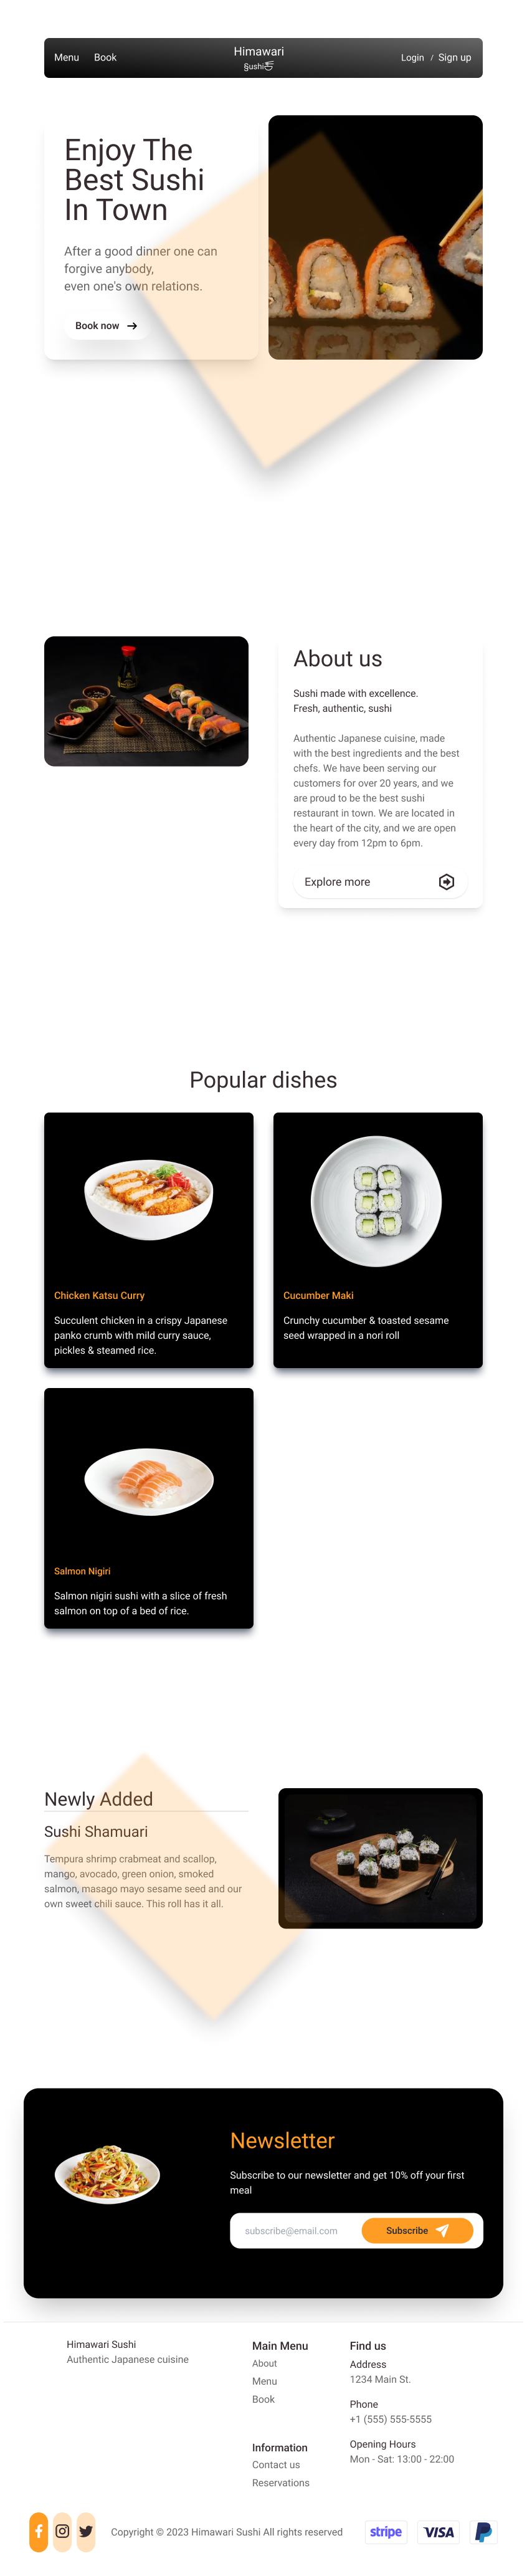 Menu Book
Himawari
Sushi
Login / Sign up
Enjoy The
Best Sushi
In Town
After a good dinner one can
forgive anybody,
even one's own relations.
Book now
About us
Sushi made with excellence.
Fresh, authentic, sushi
Authentic Japanese cuisine, made
with the best ingredients and the best
chefs. We have been serving our
customers for over 20 years, and we
are proud to be the best sushi
restaurant in town. We are located in
the heart of the city, and we are open
every day from 12pm to 6pm.
Explore more
Popular dishes
Chicken Katsu Curry
Succulent chicken in a crispy Japanese
panko crumb with mild curry sauce,
pickles & steamed rice.
Cucumber Maki
Crunchy cucumber & toasted sesame
seed wrapped in a nori roll
Salmon Nigiri
Salmon nigiri sushi with a slice of fresh
salmon on top of a bed of rice.
Newly Added
Sushi Shamuari
Tempura shrimp crabmeat and scallop,
mango, avocado, green onion, smoked
salmon, masago mayo sesame seed and our
own sweet chili sauce. This roll has it all.
Newsletter
Subscribe to our newsletter and get 10% off your first
meal
subscribe@email.com
Subscribe
Himawari Sushi
Authentic Japanese cuisine
Main Menu
About
Menu
Book
Information
Contact us
Reservations
Find us
Address
1234 Main St.
Phone
+1 (555) 555-5555
Opening Hours
Mon - Sat: 13:00 - 22:00
Copyright © 2023 Himawari Sushi All rights reserved
stripe
VISA